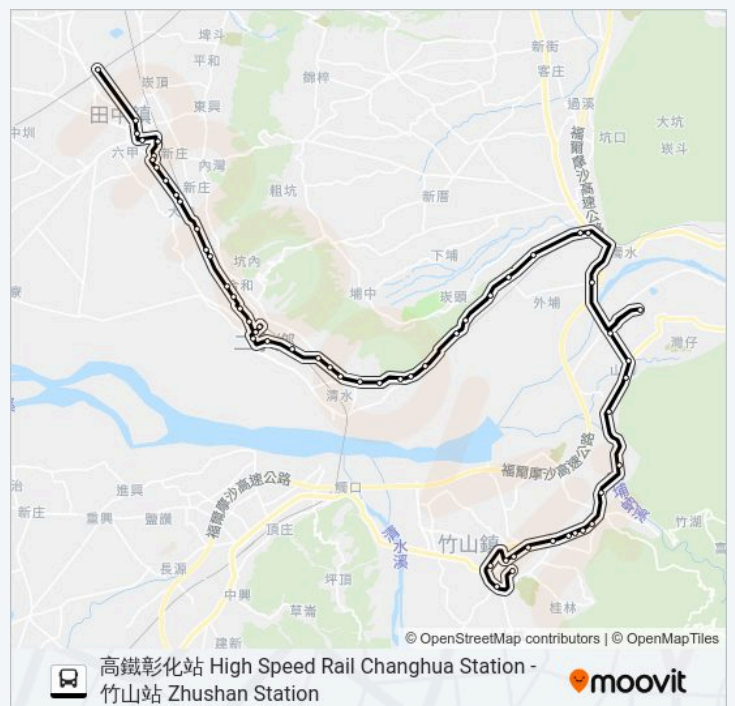 埤斗
平和
新街
客庄
崁頂
錦梓
過溪
大坑
崁斗
坑口
東興
田中鎮
中圳
六甲
新庄
內灣
新庄
粗坑
新厝
福爾摩沙高速公路
下埔
濁水
坑內
埔中
崁頭
外埔
灣仔
清水
福爾摩沙高速公路
福爾摩沙高速公路
觸口
進興
新庄
重興
鹽讚
頂庄
清水溪
竹山鎮
竹湖
長源
坪頂
中興
草崙
桂林
建新
© OpenStreetMap contributors | © OpenMapTiles
高鐵彰化站 High Speed Rail Changhua Station -
竹山站 Zhushan Station
moovit